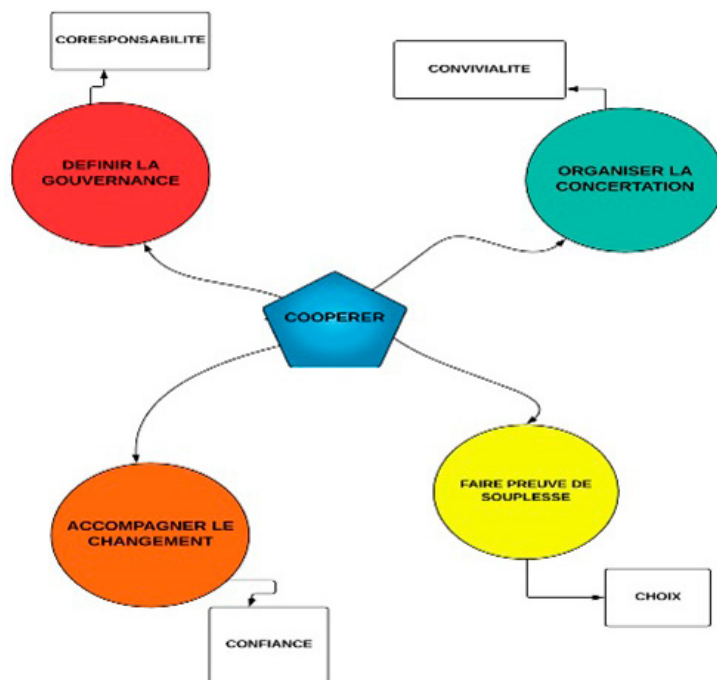 CORESPONSABILITE
CONVIVIALITE
DEFINIR LA
GOUVERNANCE
ORGANISER LA
CONCERTATION
COOPERER
FAIRE PREUVE DE
SOUPLESSE
ACCOMPAGNER LE
CHANGEMENT
CHOIX
CONFIANCE